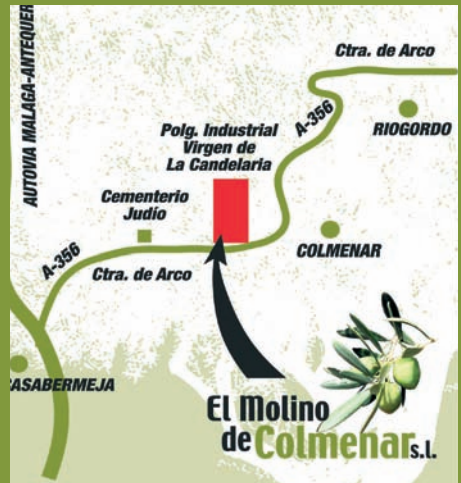 Ctra. de Arco
AUTOVIA MALAGA-ANTEQUER
A-356
RIOGORDO
Polg. Industrial
Virgen de
La Candelaria
Cementerio
Judío
COLMENAR
A-356
Ctra. de Arco
CASABERMEJA
El Molino
de Colmenar s.l.